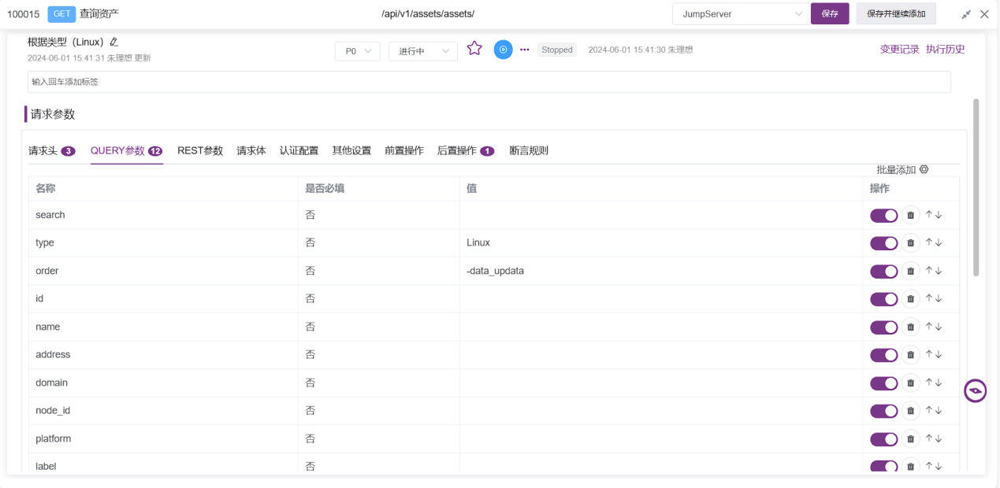 100015 GET 查询资产 /api/v1/assets/assets/ JumpServer 保存 保存并继续添加
根据类型（Linux）
2024-06-01 15:41:31 朱理想 更新 P0 进行中 Stopped 2024-06-01 15:41:30 朱理想 变更记录 执行历史
输入回车添加标签
请求参数
请求头 3 QUERY参数 12 REST参数 请求体 认证配置 其他设置 前置操作 后置操作 1 断言规则
批量添加
名称 是否必填 值 操作
search 否
type 否 Linux
order 否 -data_updata
id 否
name 否
address 否
domain 否
node_id 否
platform 否
label 否